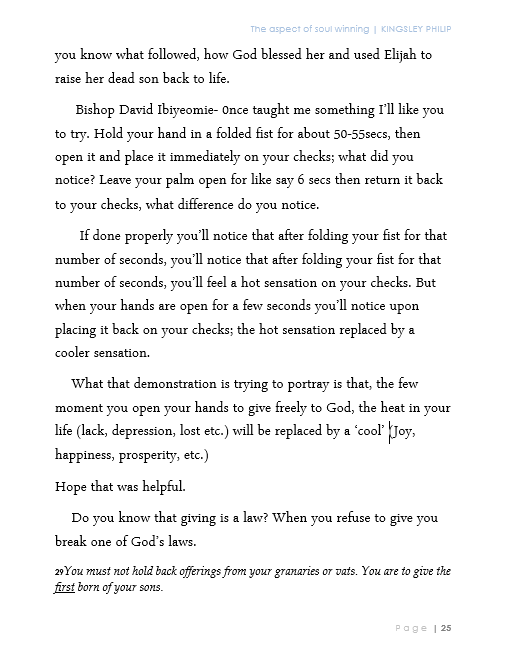 The aspect of soul winning | KINGSLEY PHILIP
you know what followed, how God blessed her and used Elijah to
raise her dead son back to life.
Bishop David Ibiyeomie- 0nce taught me something I'll like you
to try. Hold your hand in a folded fist for about 50-55secs, then
open it and place it immediately on your checks; what did you
notice? Leave your palm open for like say 6 secs then return it back
to your checks, what difference do you notice.
If done properly you'll notice that after folding your fist for that
number of seconds, you'll notice that after folding your fist for that
number of seconds, you'll feel a hot sensation on your checks. But
when your hands are open for a few seconds you'll notice upon
placing it back on your checks; the hot sensation replaced by a
cooler sensation.
What that demonstration is trying to portray is that, the few
moment you open your hands to give freely to God, the heat in your
life (lack, depression, lost etc.) will be replaced by a 'cool' (Joy,
happiness, prosperity, etc.)
Hope that was helpful.
Do you know that giving is a law? When you refuse to give you
break one of God's laws.
29You must not hold back offerings from your granaries or vats. You are to give the
first born of your sons.
Page | 25